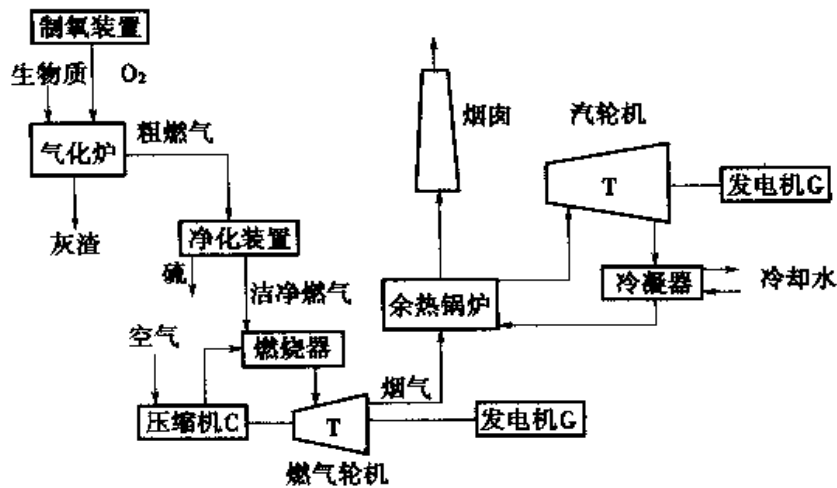 制氧装置
生物质
O₂
气化炉
粗燃气
灰渣
净化装置
硫
洁净燃气
空气
燃烧器
压缩机C
T
燃气轮机
烟气
发电机G
余热锅炉
烟囱
汽轮机
T
发电机G
冷凝器
冷却水